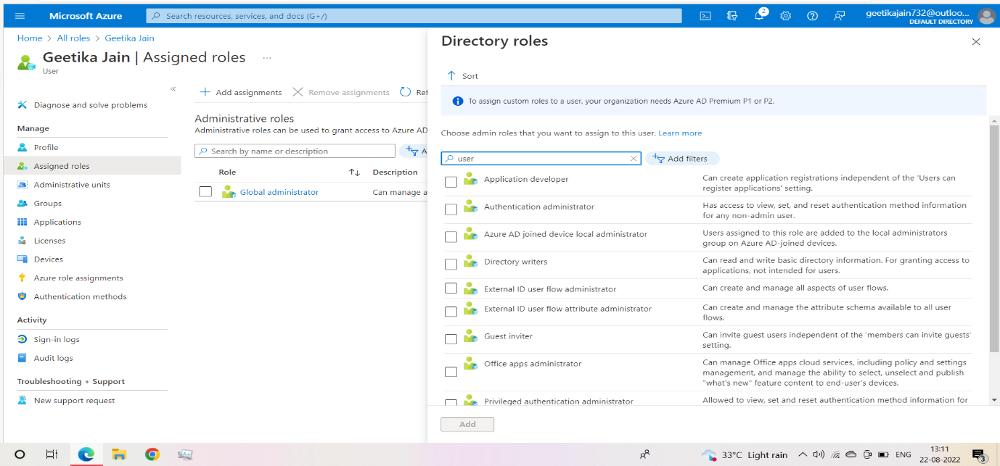 Microsoft Azure
Search resources, services, and docs (G+/)
2
geetikajain732@outloo...
DEFAULT DIRECTORY
Home > All roles > Geetika Jain
Geetika Jain | Assigned roles ...
User
«
Diagnose and solve problems
Manage
Profile
Assigned roles
Administrative units
Groups
Applications
Licenses
Devices
Azure role assignments
Authentication methods
Activity
Sign-in logs
Audit logs
Troubleshooting + Support
New support request
Add assignments Remove assignments Ref
Administrative roles
Administrative roles can be used to grant access to Azure AD
Search by name or description A
Role Description
Global administrator Can manage a
Directory roles
Sort
To assign custom roles to a user, your organization needs Azure AD Premium P1 or P2.
Choose admin roles that you want to assign to this user. Learn more
user Add filters
Application developer Can create application registrations independent of the 'Users can
register applications' setting.
Authentication administrator Has access to view, set, and reset authentication method information
for any non-admin user.
Azure AD joined device local administrator Users assigned to this role are added to the local administrators
group on Azure AD-joined devices.
Directory writers Can read and write basic directory information. For granting access to
applications, not intended for users.
External ID user flow administrator Can create and manage all aspects of user flows.
External ID user flow attribute administrator Can create and manage the attribute schema available to all user
flows.
Guest inviter Can invite guest users independent of the 'members can invite guests'
setting.
Office apps administrator Can manage Office apps cloud services, including policy and settings
management, and manage the ability to select, unselect and publish
"what's new" feature content to end-user's devices.
Privileged authentication administrator Allowed to view, set and reset authentication method information for
Add
33°C Light rain ENG 13:11
22-08-2022 3